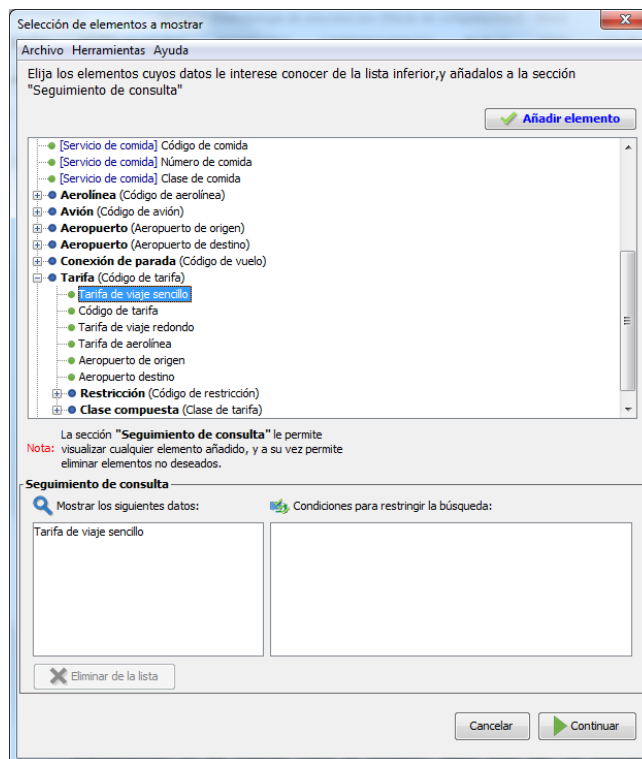 Selección de elementos a mostrar
Archivo Herramientas Ayuda
Elija los elementos cuyos datos le interese conocer de la lista inferior,y añadalos a la sección
"Seguimiento de consulta"
Añadir elemento
[Servicio de comida] Código de comida
[Servicio de comida] Número de comida
[Servicio de comida] Clase de comida
Aerolínea (Código de aerolínea)
Avión (Código de avión)
Aeropuerto (Aeropuerto de origen)
Aeropuerto (Aeropuerto de destino)
Conexión de parada (Código de vuelo)
Tarifa (Código de tarifa)
Tarifa de viaje sencillo
Código de tarifa
Tarifa de viaje redondo
Tarifa de aerolínea
Aeropuerto de origen
Aeropuerto destino
Restricción (Código de restricción)
Clase compuesta (Clase de tarifa)
La sección "Seguimiento de consulta" le permite
Nota: visualizar cualquier elemento añadido, y a su vez permite
eliminar elementos no deseados.
Seguimiento de consulta
Mostrar los siguientes datos:
Condiciones para restringir la búsqueda:
Tarifa de viaje sencillo
Eliminar de la lista
Cancelar
Continuar